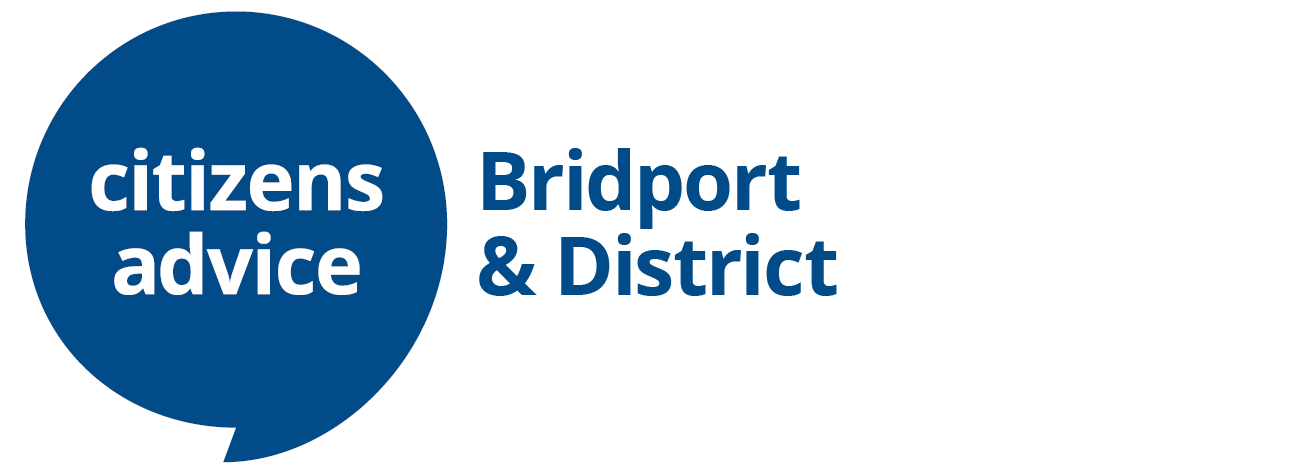 citizens
advice
Bridport
& District